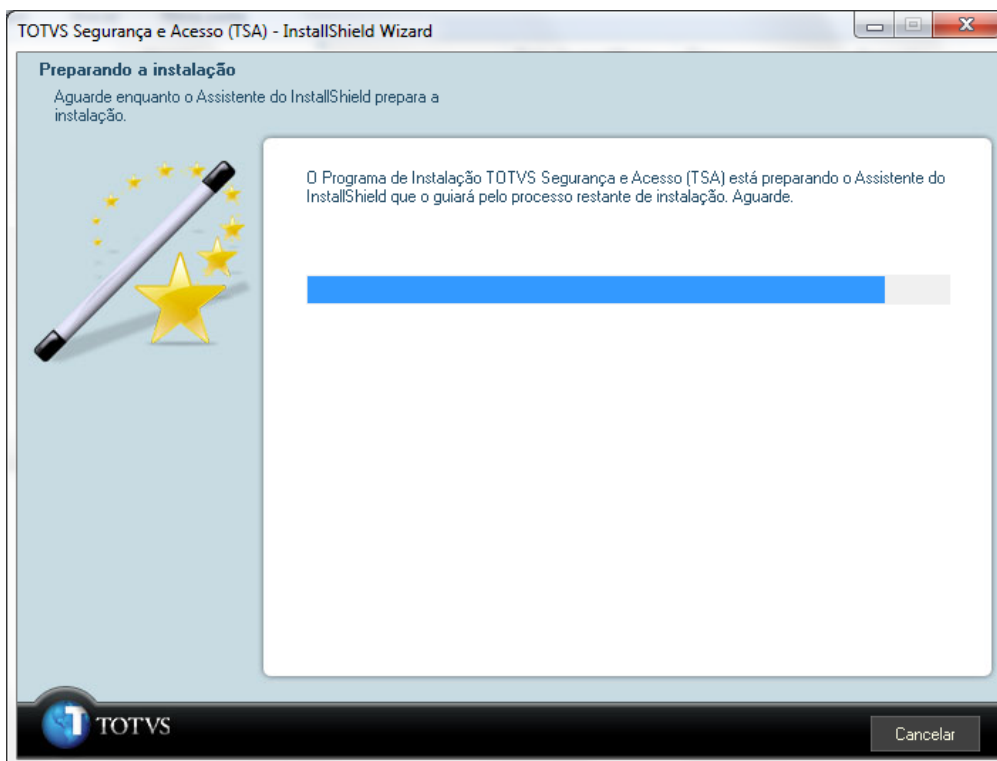 TOTVS Segurança e Acesso (TSA) - InstallShield Wizard
Preparando a instalação
Aguarde enquanto o Assistente do InstallShield prepara a
instalação.
O Programa de Instalação TOTVS Segurança e Acesso (TSA) está preparando o Assistente do
InstallShield que o guiará pelo processo restante de instalação. Aguarde.
TOTVS
Cancelar